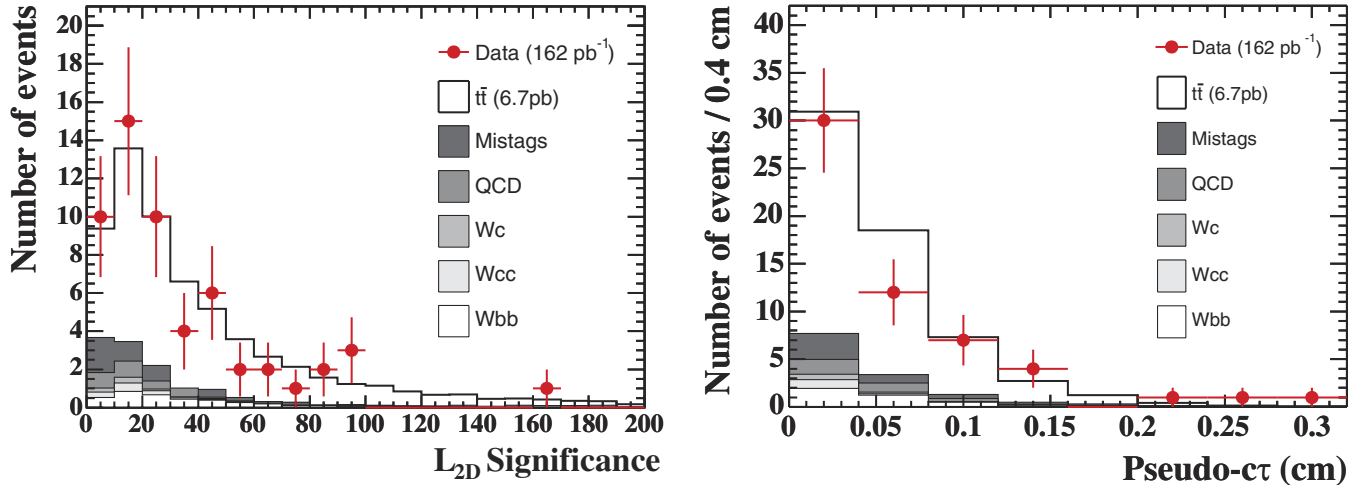 Number of events
20
18
16
14
12
10
8
6
4
2
0
0 20 40 60 80 100 120 140 160 180 200
L2D Significance
Data (162 pb-1)
tt̄ (6.7pb)
Mistags
QCD
Wc
Wcc
Wbb
Number of events / 0.4 cm
40
35
30
25
20
15
10
5
0
0 0.05 0.1 0.15 0.2 0.25 0.3
Pseudo-cτ (cm)
Data (162 pb-1)
tt̄ (6.7pb)
Mistags
QCD
Wc
Wcc
Wbb